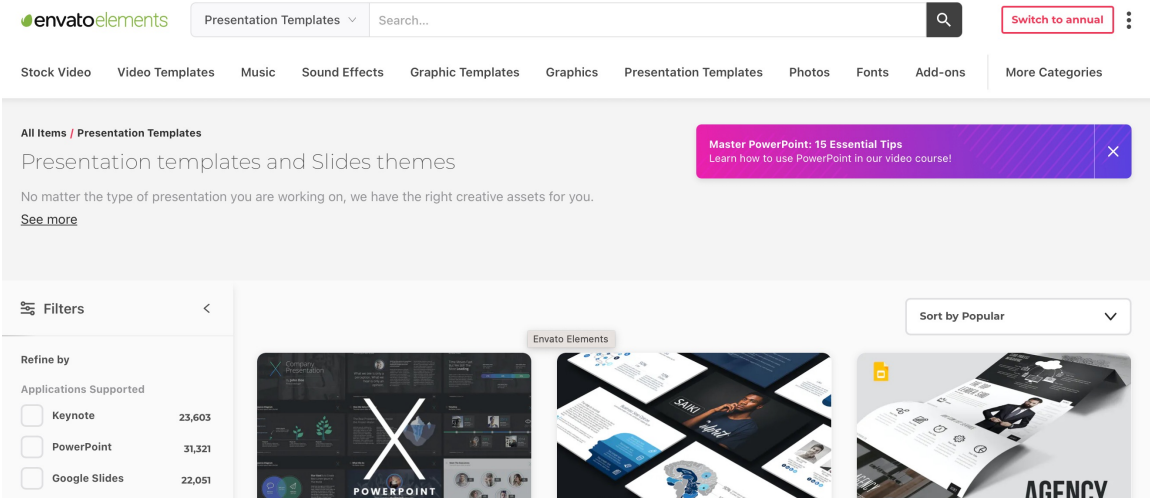 envatoelements
Presentation Templates
Search...
Switch to annual
Stock Video Video Templates Music Sound Effects Graphic Templates Graphics Presentation Templates Photos Fonts Add-ons More Categories
All Items / Presentation Templates
Presentation templates and Slides themes
No matter the type of presentation you are working on, we have the right creative assets for you.
See more
Master PowerPoint: 15 Essential Tips
Learn how to use PowerPoint in our video course!
Filters
Sort by Popular
Envato Elements
Refine by
Applications Supported
Keynote 23,603
PowerPoint 31,321
Google Slides 22,051
Company
Presentation
X
POWERPOINT
SAIKI
AGENCY